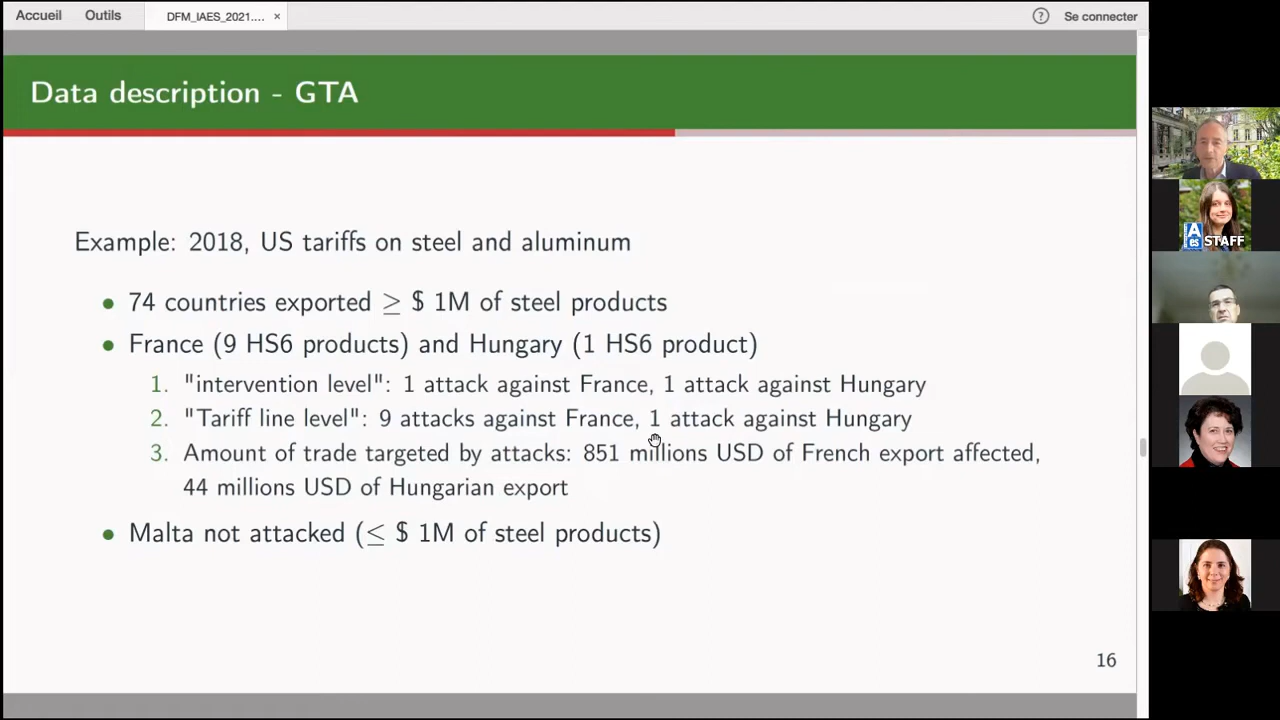 Accueil Outils DFM_IAES_2021.... × ? Se connecter
Data description - GTA
Example: 2018, US tariffs on steel and aluminum
• 74 countries exported ≥ $ 1M of steel products
• France (9 HS6 products) and Hungary (1 HS6 product)
1. "intervention level": 1 attack against France, 1 attack against Hungary
2. "Tariff line level": 9 attacks against France, 1 attack against Hungary
3. Amount of trade targeted by attacks: 851 millions USD of French export affected,
44 millions USD of Hungarian export
• Malta not attacked (≤ $ 1M of steel products)
16
A
es STAFF